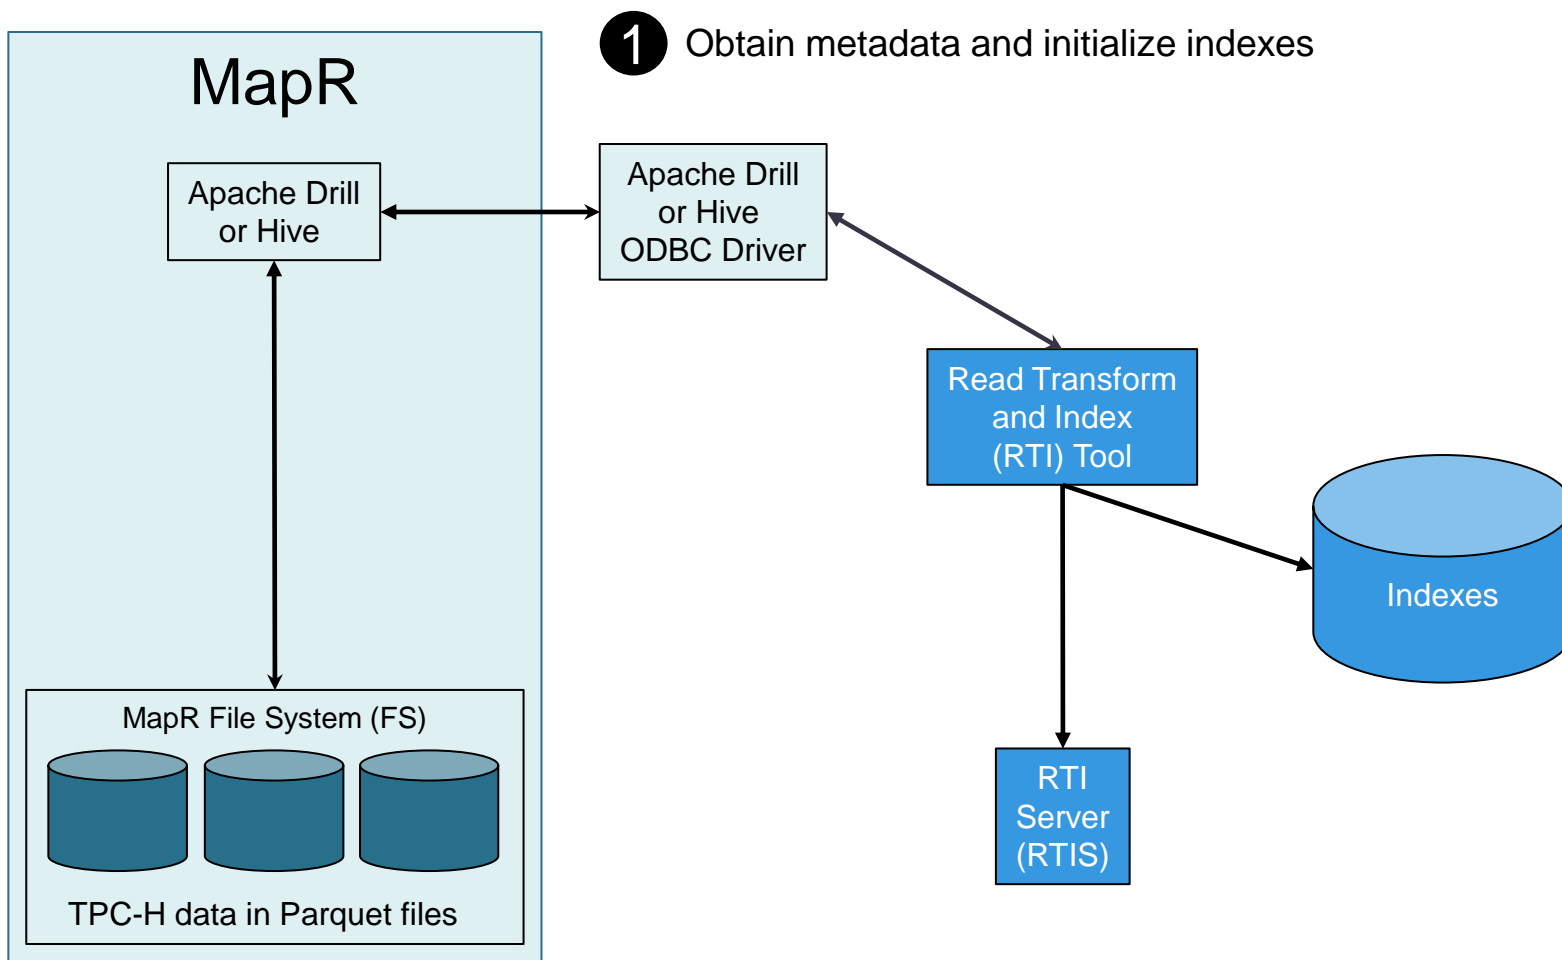 1 Obtain metadata and initialize indexes
MapR
Apache Drill
or Hive
Apache Drill
or Hive
ODBC Driver
Read Transform
and Index
(RTI) Tool
Indexes
MapR File System (FS)
TPC-H data in Parquet files
RTI
Server
(RTIS)